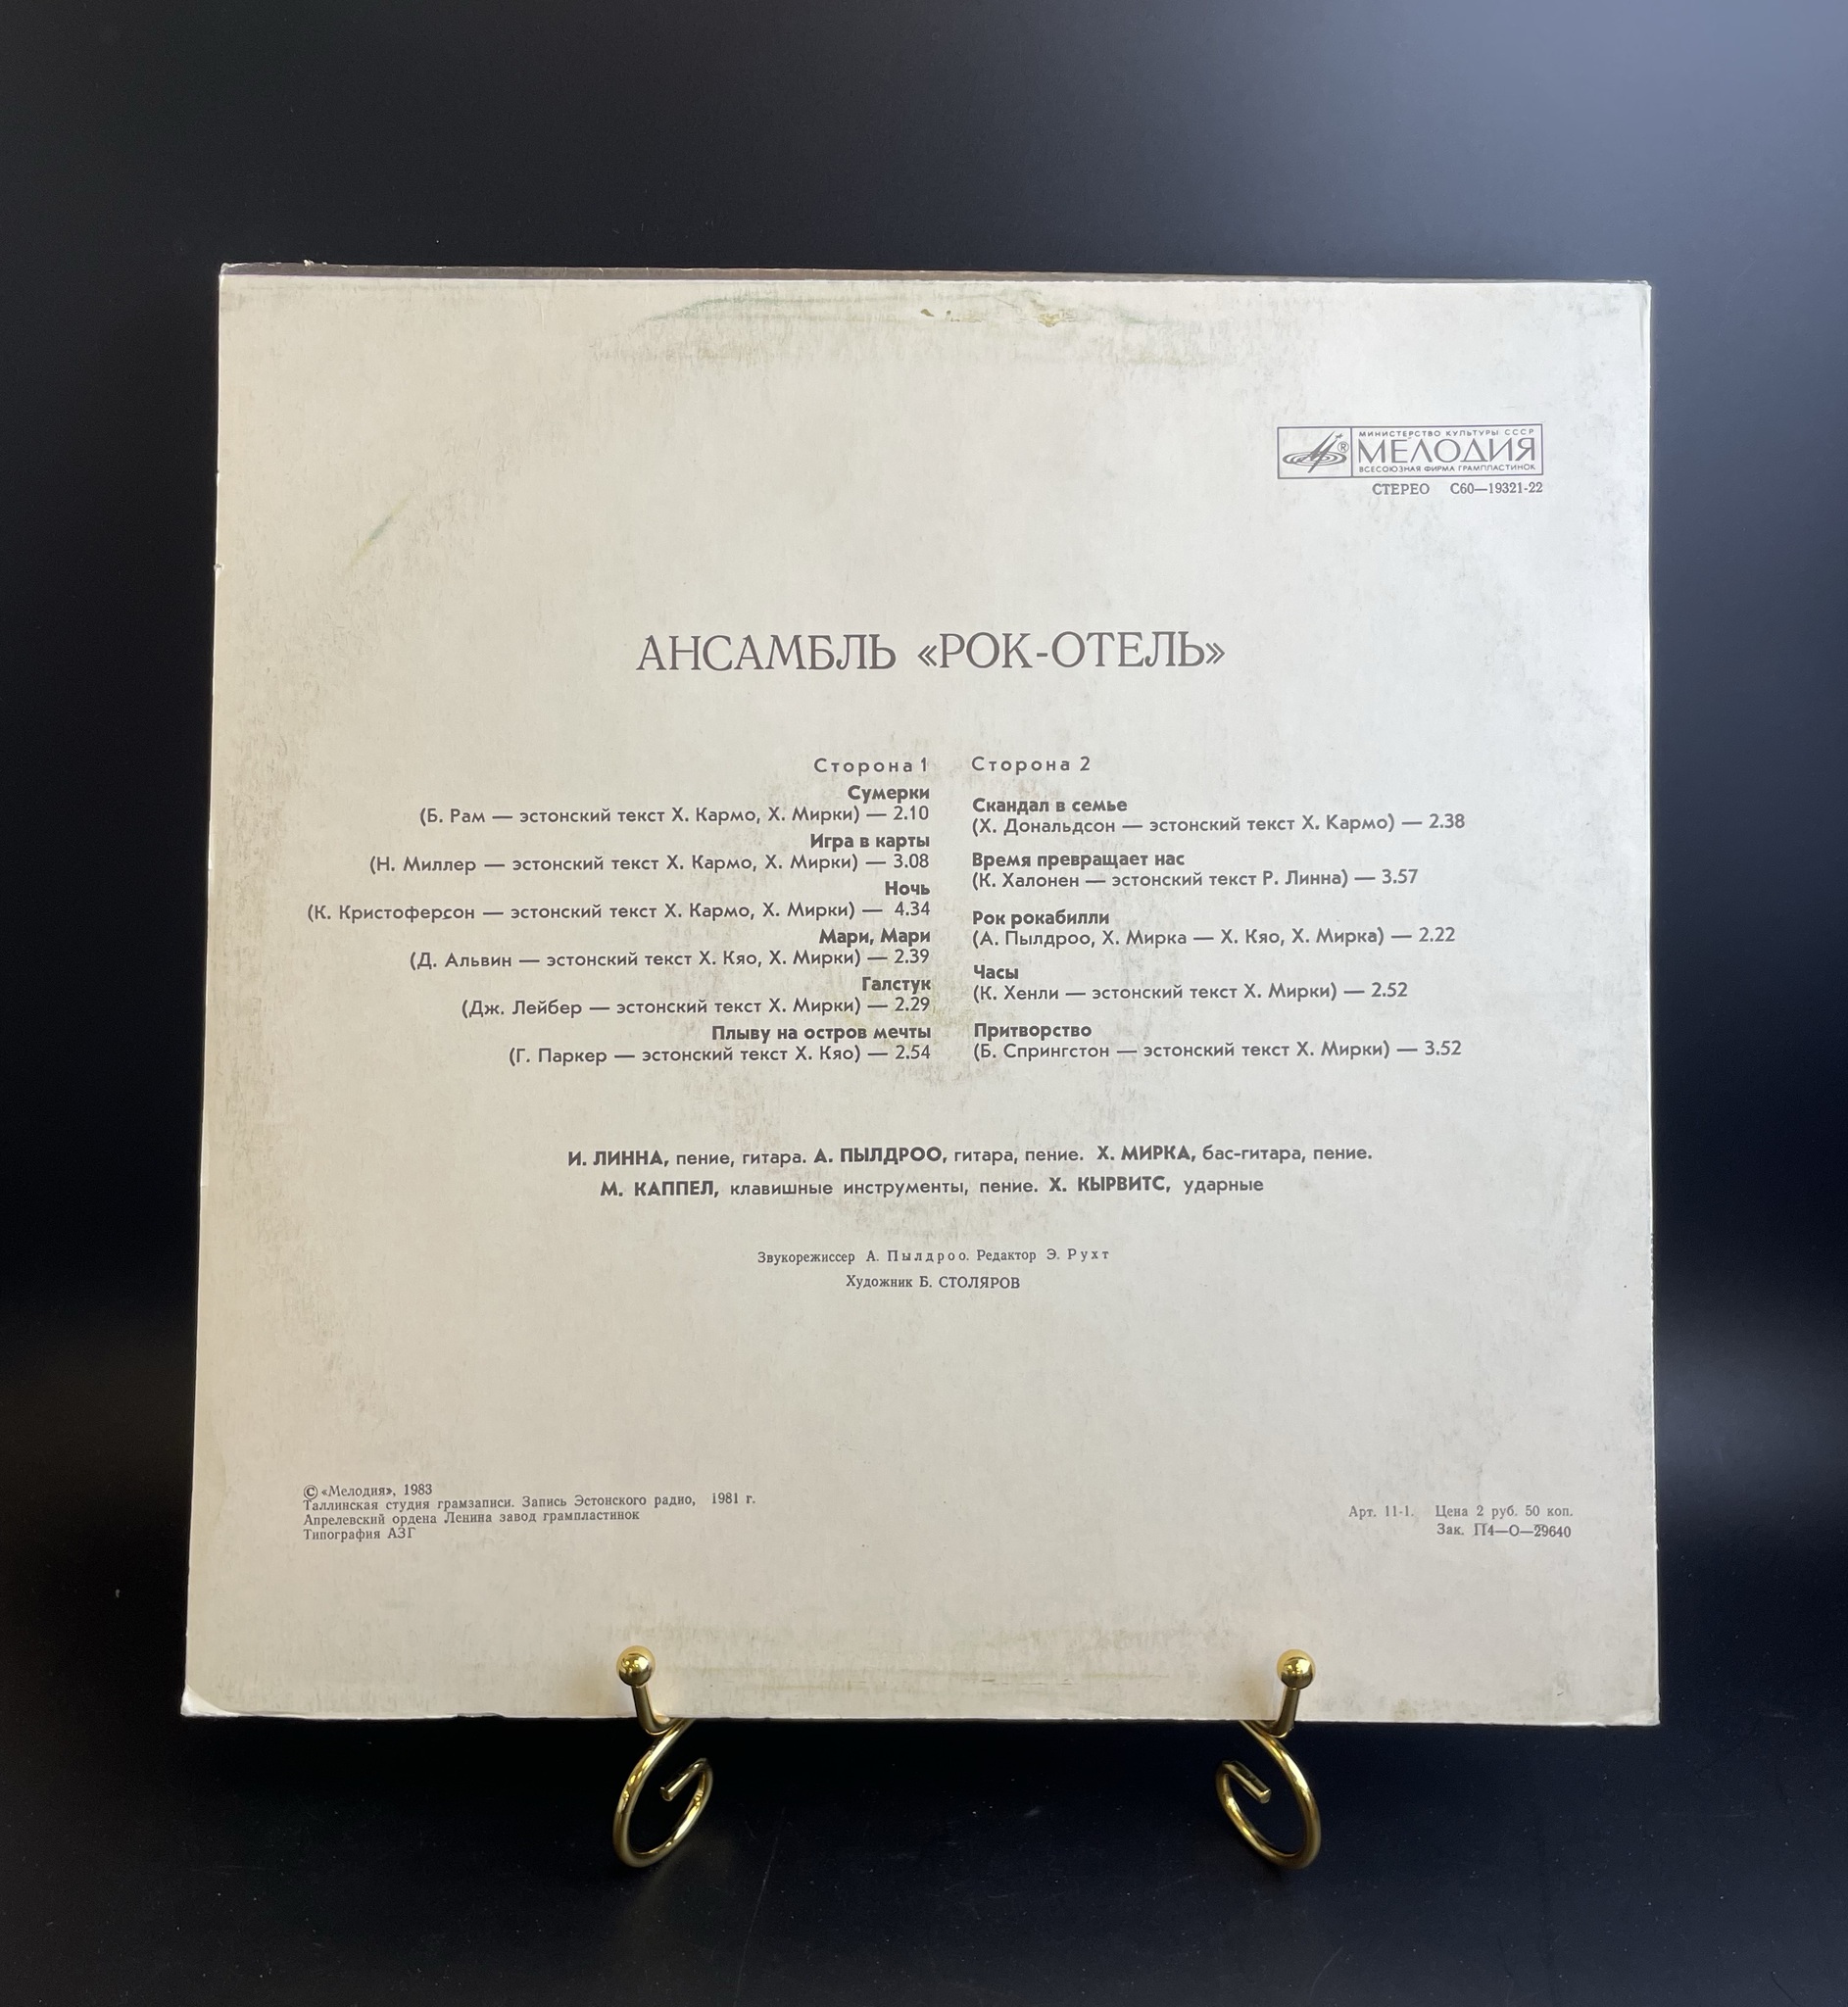 МИНИСТЕРСТВО КУЛЬТУРЫ СССР
МЕЛОДИЯ
ВСЕСОЮЗНАЯ ФИРМА ГРАМПЛАСТИНОК
СТЕРЕО С60—19321-22
АНСАМБЛЬ «РОК-ОТЕЛЬ»
Сторона 1
Сумерки
(Б. Рам — эстонский текст Х. Кармо, Х. Мирки) — 2.10
Игра в карты
(Н. Миллер — эстонский текст Х. Кармо, Х. Мирки) — 3.08
Ночь
(К. Кристоферсон — эстонский текст Х. Кармо, Х. Мирки) — 4.34
Мари, Мари
(Д. Альвин — эстонский текст Х. Кяо, Х. Мирки) — 2.39
Галстук
(Дж. Лейбер — эстонский текст Х. Мирки) — 2.29
Плыву на остров мечты
(Г. Паркер — эстонский текст Х. Кяо) — 2.54
Сторона 2
Скандал в семье
(Х. Дональдсон — эстонский текст Х. Кармо) — 2.38
Время превращает нас
(К. Халонен — эстонский текст Р. Линна) — 3.57
Рок рокабилли
(А. Пылдроо, Х. Мирка — Х. Кяо, Х. Мирка) — 2.22
Часы
(К. Хенли — эстонский текст Х. Мирки) — 2.52
Притворство
(Б. Спрингстон — эстонский текст Х. Мирки) — 3.52
И. ЛИННА, пение, гитара. А. ПЫЛДРОО, гитара, пение. Х. МИРКА, бас-гитара, пение.
М. КАППЕЛ, клавишные инструменты, пение. Х. КЫРВИТС, ударные
Звукорежиссер А. Пылдроо. Редактор Э. Рухт
Художник Б. СТОЛЯРОВ
© «Мелодия», 1983
Таллинская студия грамзаписи. Запись Эстонского радио, 1981 г.
Апрелевский ордена Ленина завод грампластинок
Типография АЗГ
Арт. 11-1. Цена 2 руб. 50 коп.
Зак. П4—О—29640